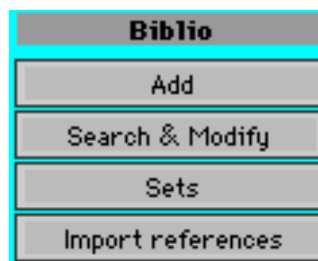 Biblio
Add
Search & Modify
Sets
Import references